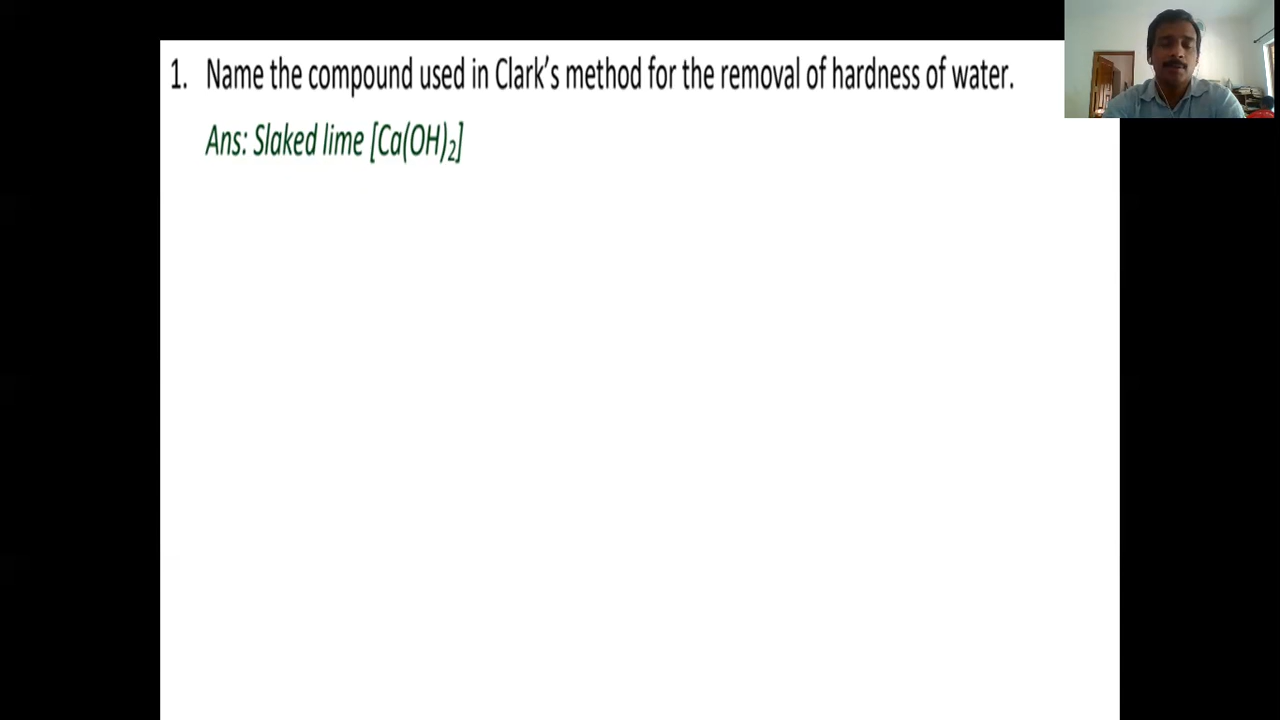 1. Name the compound used in Clark’s method for the removal of hardness of water.
Ans: Slaked lime [Ca(OH)₂]